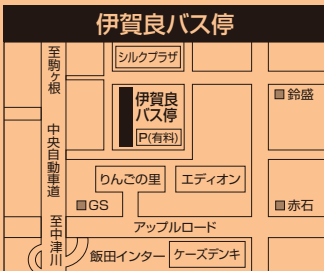 伊賀良バス停
至駒ヶ根
シルクプラザ
伊賀良
バス停
P(有料)
鈴盛
中央自動車道
りんごの里
エディオン
GS
赤石
至中津川
アップルロード
飯田インター
ケーズデンキ